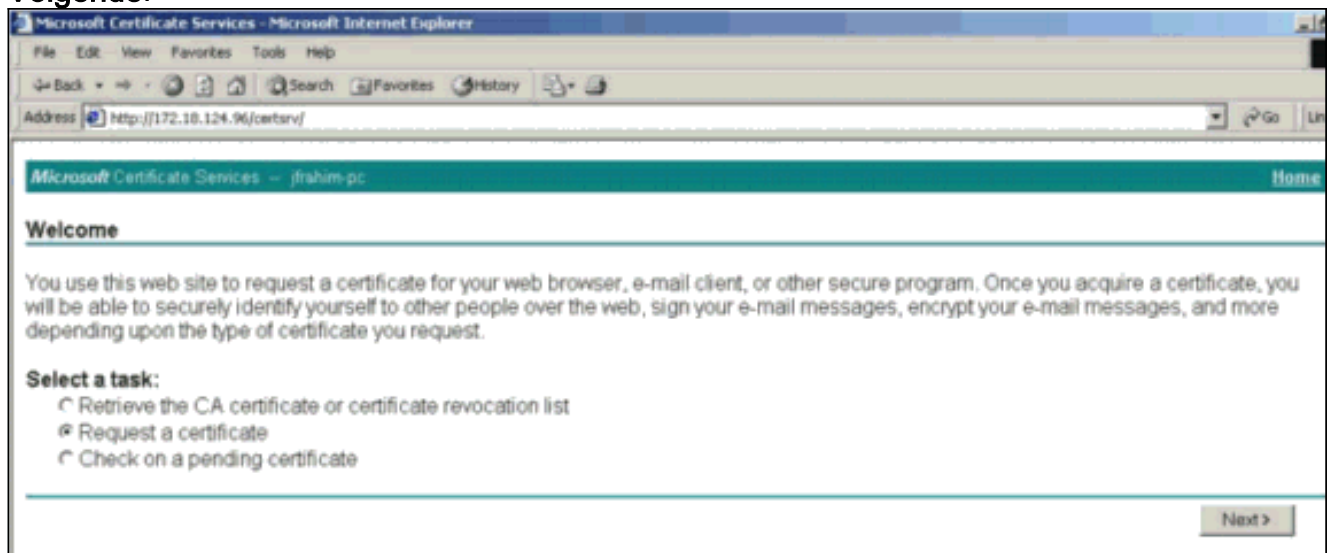 Volgende.
Microsoft Certificate Services - Microsoft Internet Explorer
File Edit View Favorites Tools Help
Back Search Favorites History
Address http://172.18.124.96/certsrv/ Go Lin
Microsoft Certificate Services -- jfrahim-pc Home
Welcome
You use this web site to request a certificate for your web browser, e-mail client, or other secure program. Once you acquire a certificate, you
will be able to securely identify yourself to other people over the web, sign your e-mail messages, encrypt your e-mail messages, and more
depending upon the type of certificate you request.
Select a task:
Retrieve the CA certificate or certificate revocation list
Request a certificate
Check on a pending certificate
Next >